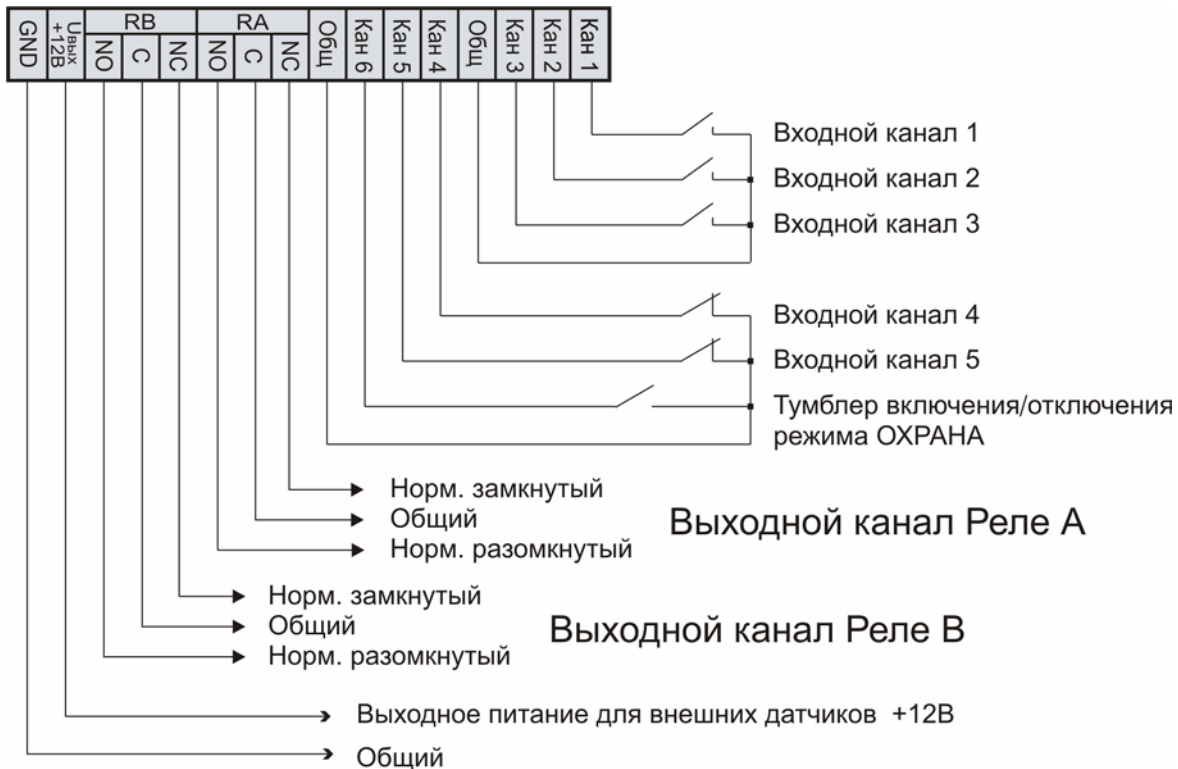 GND
Uвых
+12В
RB
NO
C
NC
RA
NO
C
NC
Общ
Кан 6
Кан 5
Кан 4
Общ
Кан 3
Кан 2
Кан 1
Входной канал 1
Входной канал 2
Входной канал 3
Входной канал 4
Входной канал 5
Тумблер включения/отключения
режима ОХРАНА
Норм. замкнутый
Общий
Норм. разомкнутый
Выходной канал Реле А
Норм. замкнутый
Общий
Норм. разомкнутый
Выходной канал Реле В
Выходное питание для внешних датчиков +12В
Общий